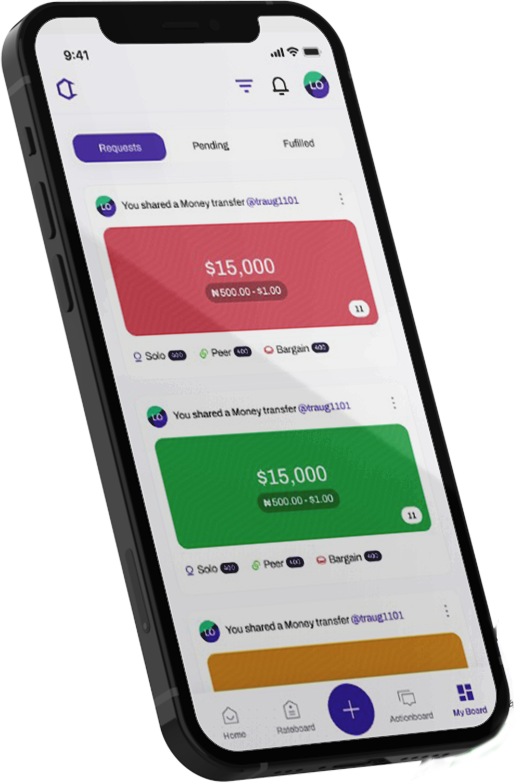 9:41
LO
Requests
Pending
Fufilled
LO
You shared a Money transfer @traug1101
$15,000
₦500.00 - $1.00
11
Solo 400
Peer 400
Bargain 400
LO
You shared a Money transfer @traug1101
$15,000
₦500.00 - $1.00
11
Solo 400
Peer 400
Bargain 400
LO
You shared a Money transfer @traug1101
Home
Rateboard
Actionboard
My Board